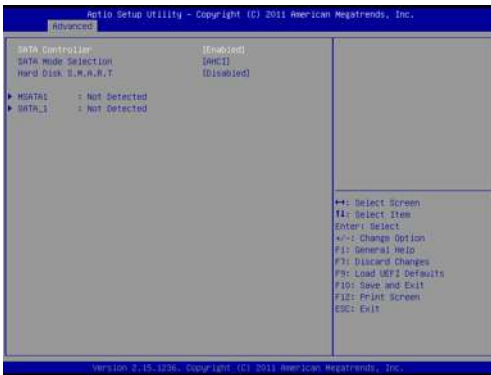 Aptio Setup Utility - Copyright (C) 2011 American Megatrends, Inc.
Advanced
SATA Controller [Enabled]
SATA Mode Selection [AHCI]
Hard Disk S.M.A.R.T [Disabled]
MSATA1 : Not Detected
SATA_1 : Not Detected
↔: Select Screen
↑↓: Select Item
Enter: Select
+/-: Change Option
F1: General Help
F7: Discard Changes
F9: Load UEFI Defaults
F10: Save and Exit
F12: Print Screen
ESC: Exit
Version 2.15.1236. Copyright (C) 2011 American Megatrends, Inc.